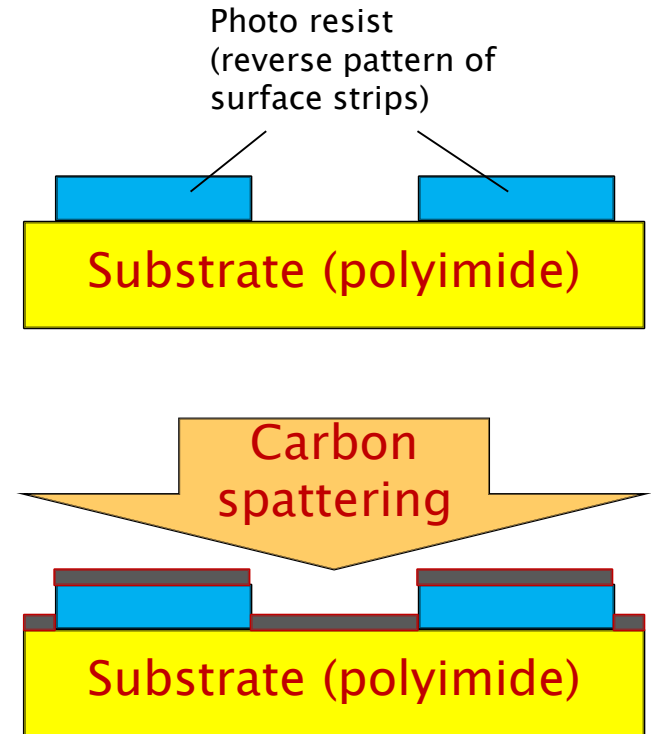 Photo resist
(reverse pattern of
surface strips)
Substrate (polyimide)
Carbon
spattering
Substrate (polyimide)